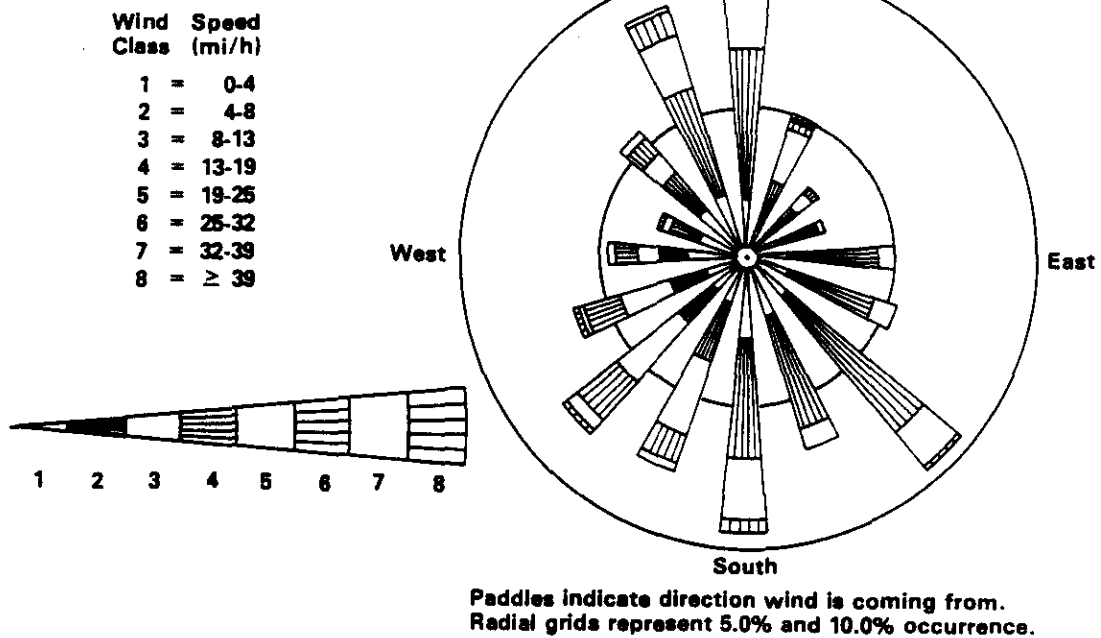 Wind Speed
Class (mi/h)
1 = 0-4
2 = 4-8
3 = 8-13
4 = 13-19
5 = 19-25
6 = 25-32
7 = 32-39
8 = ≥ 39
West
East
1 2 3 4 5 6 7 8
South
Paddles indicate direction wind is coming from.
Radial grids represent 5.0% and 10.0% occurrence.